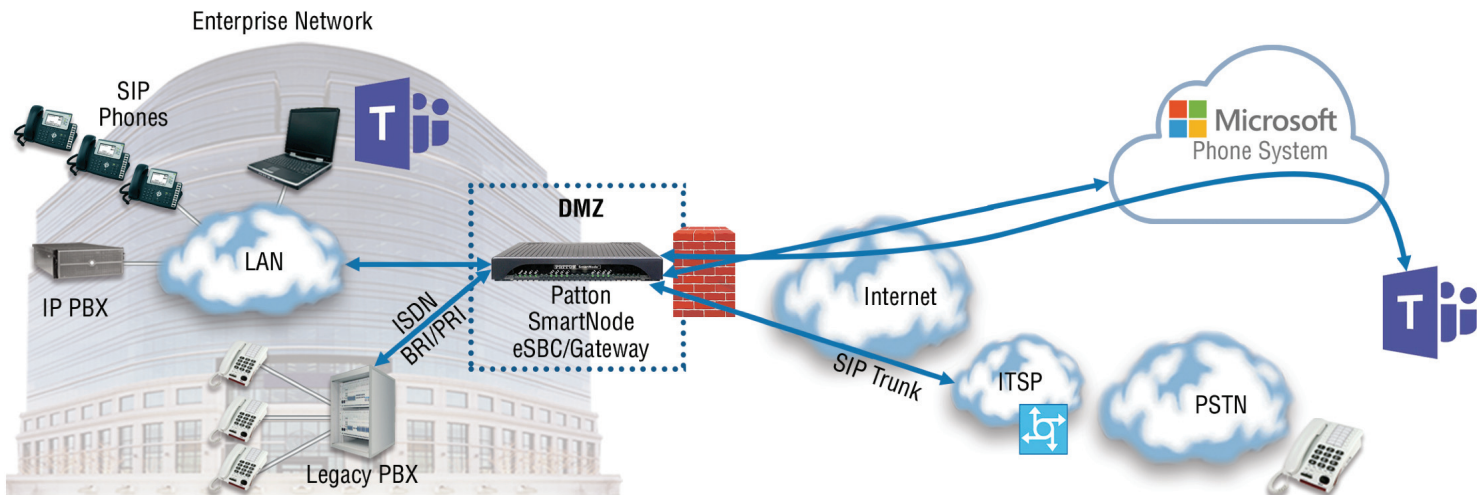 Enterprise Network
SIP
Phones
T
Microsoft
Phone System
DMZ
LAN
IP PBX
PATTON
Patton
SmartNode
eSBC/Gateway
ISDN
BRI/PRI
Internet
T
SIP Trunk
ITSP
PSTN
Legacy PBX